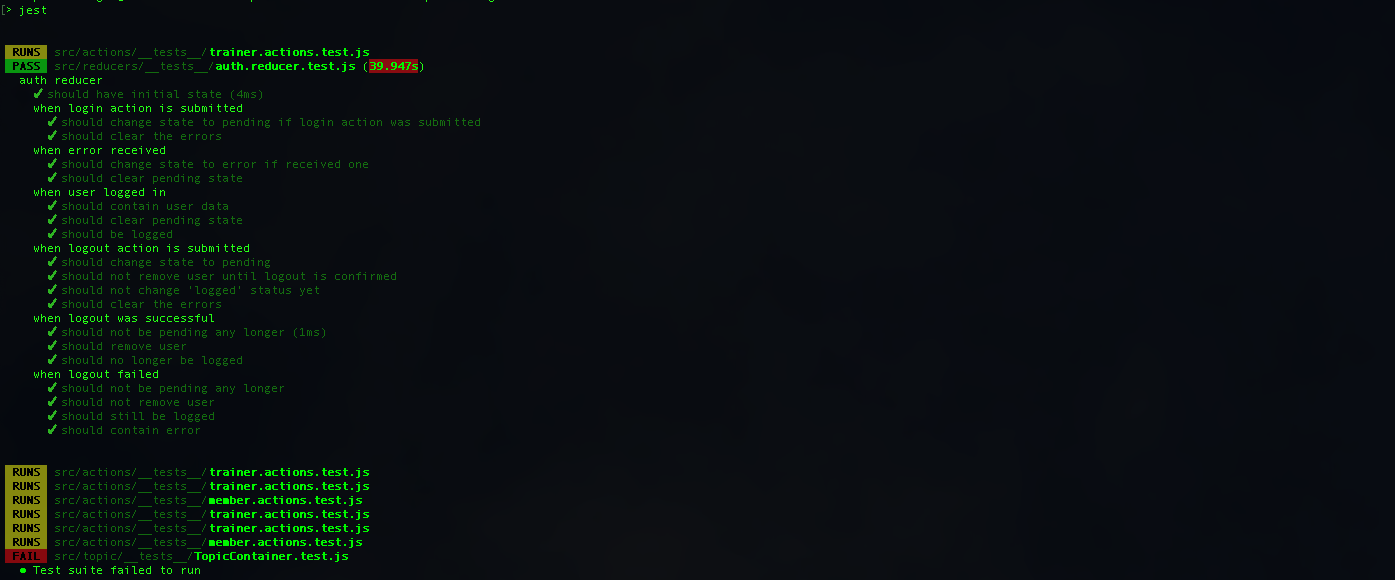 [> jest
RUNS src/actions/__tests__/trainer.actions.test.js
PASS src/reducers/__tests__/auth.reducer.test.js (39.947s)
auth reducer
✔ should have initial state (4ms)
when login action is submitted
✔ should change state to pending if login action was submitted
✔ should clear the errors
when error received
✔ should change state to error if received one
✔ should clear pending state
when user logged in
✔ should contain user data
✔ should clear pending state
✔ should be logged
when logout action is submitted
✔ should change state to pending
✔ should not remove user until logout is confirmed
✔ should not change 'logged' status yet
✔ should clear the errors
when logout was successful
✔ should not be pending any longer (1ms)
✔ should remove user
✔ should no longer be logged
when logout failed
✔ should not be pending any longer
✔ should not remove user
✔ should still be logged
✔ should contain error
RUNS src/actions/__tests__/trainer.actions.test.js
RUNS src/actions/__tests__/trainer.actions.test.js
RUNS src/actions/__tests__/member.actions.test.js
RUNS src/actions/__tests__/trainer.actions.test.js
RUNS src/actions/__tests__/trainer.actions.test.js
RUNS src/actions/__tests__/member.actions.test.js
FAIL src/topic/__tests__/TopicContainer.test.js
● Test suite failed to run